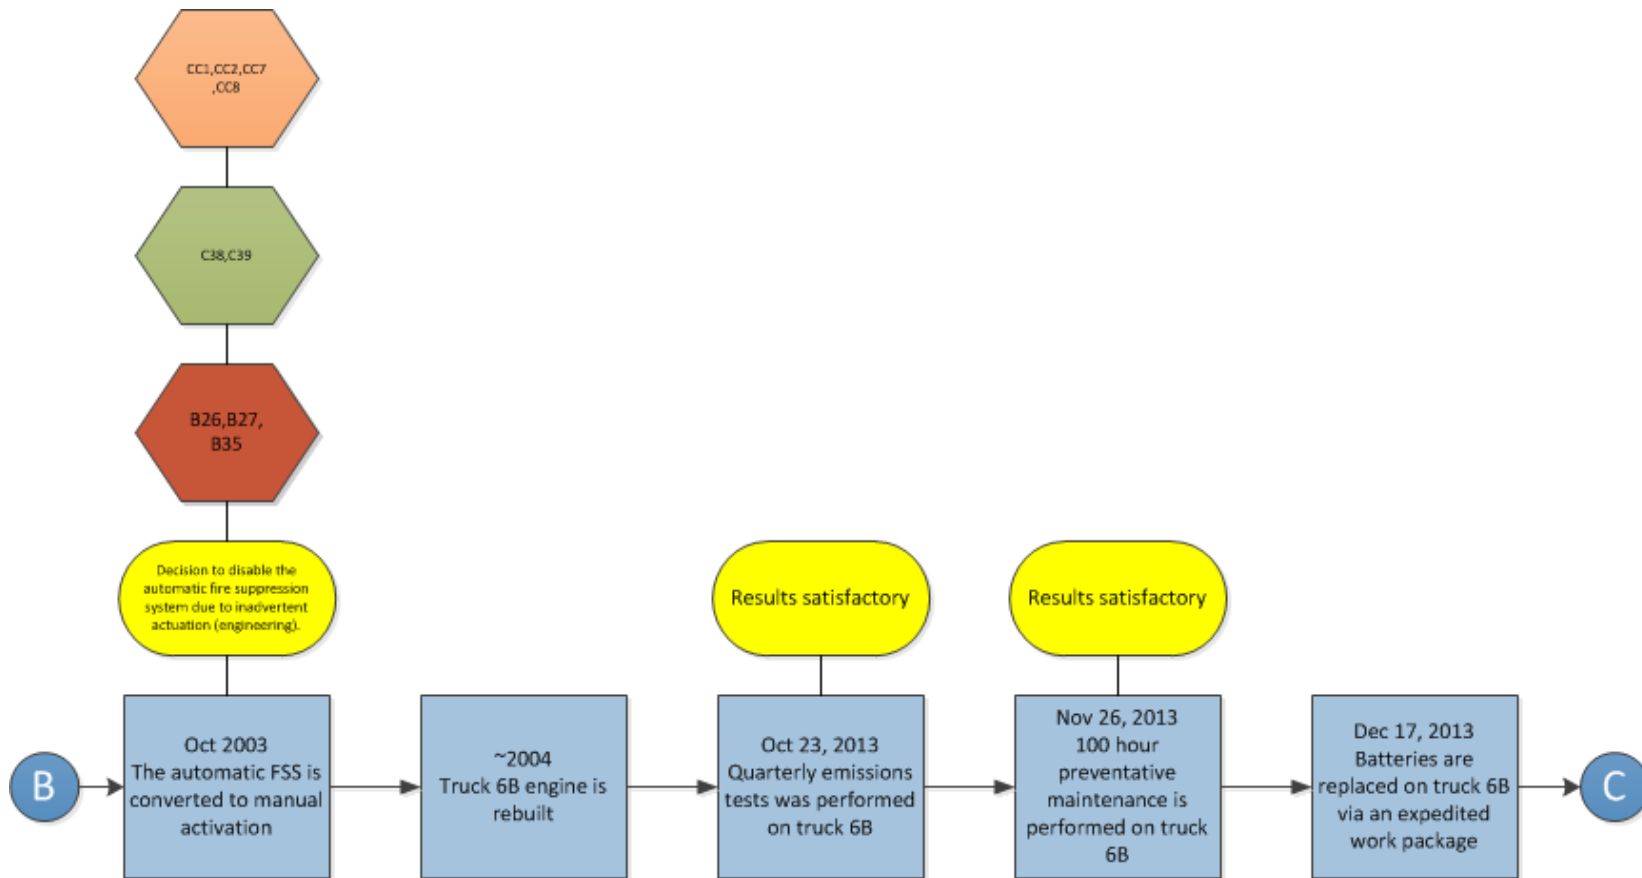 CC1,CC2,CC7
,CC8
C38,C39
B26,B27,
B35
Decision to disable the
automatic fire suppression
system due to inadvertent
actuation (engineering).
Results satisfactory
Results satisfactory
B
Oct 2003
The automatic FSS is
converted to manual
activation
~2004
Truck 6B engine is
rebuilt
Oct 23, 2013
Quarterly emissions
tests was performed
on truck 6B
Nov 26, 2013
100 hour
preventative
maintenance is
performed on truck
6B
Dec 17, 2013
Batteries are
replaced on truck 6B
via an expedited
work package
C